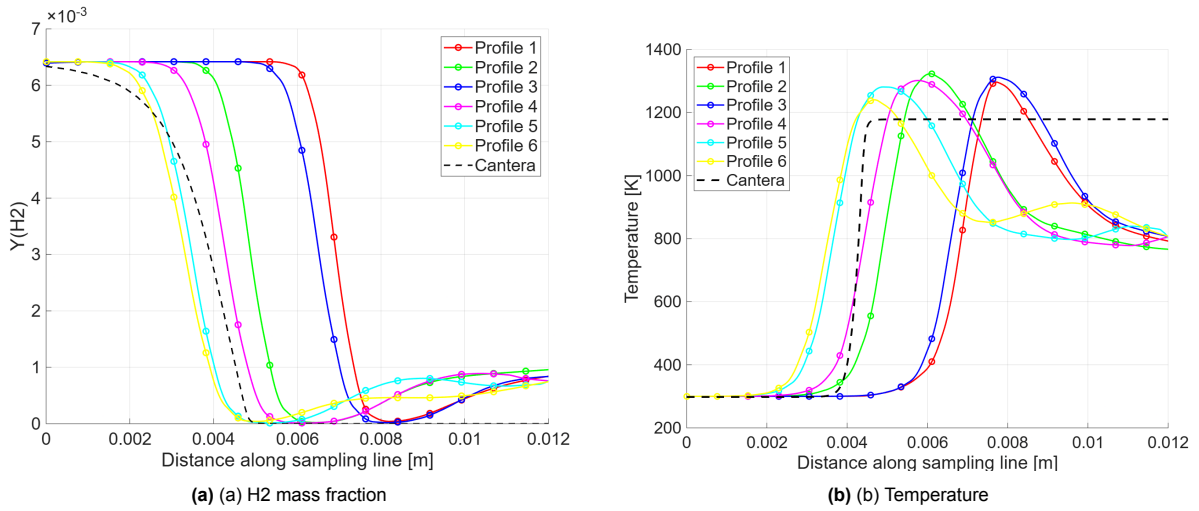 ×10⁻³
7
6
5
4
3
2
1
0
Y(H2)
0
0.002
0.004
0.006
0.008
0.01
0.012
Distance along sampling line [m]
Profile 1
Profile 2
Profile 3
Profile 4
Profile 5
Profile 6
Cantera
(a) (a) H2 mass fraction
1400
1200
1000
800
600
400
200
Temperature [K]
0
0.002
0.004
0.006
0.008
0.01
0.012
Distance along sampling line [m]
Profile 1
Profile 2
Profile 3
Profile 4
Profile 5
Profile 6
Cantera
(b) (b) Temperature